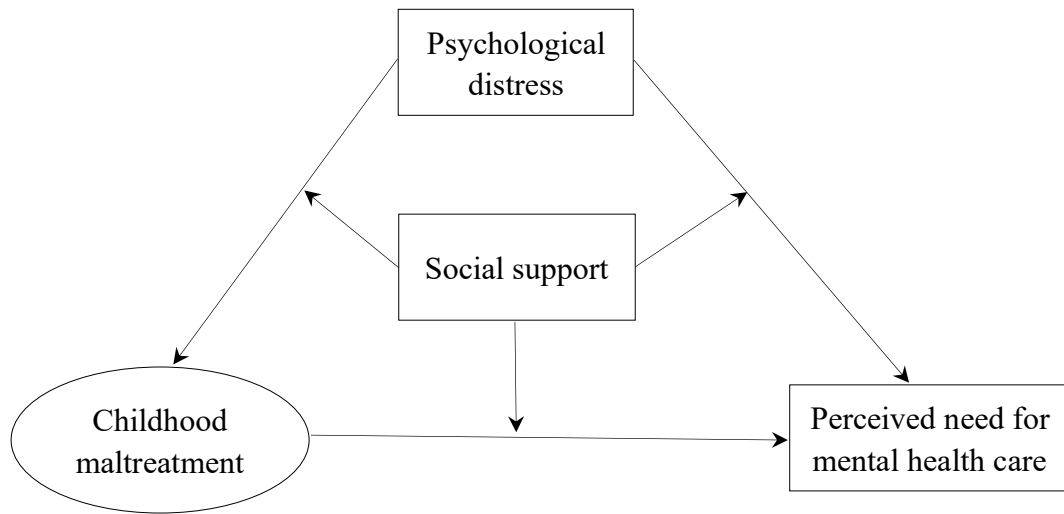 Psychological
distress
Social support
Childhood
maltreatment
Perceived need for
mental health care